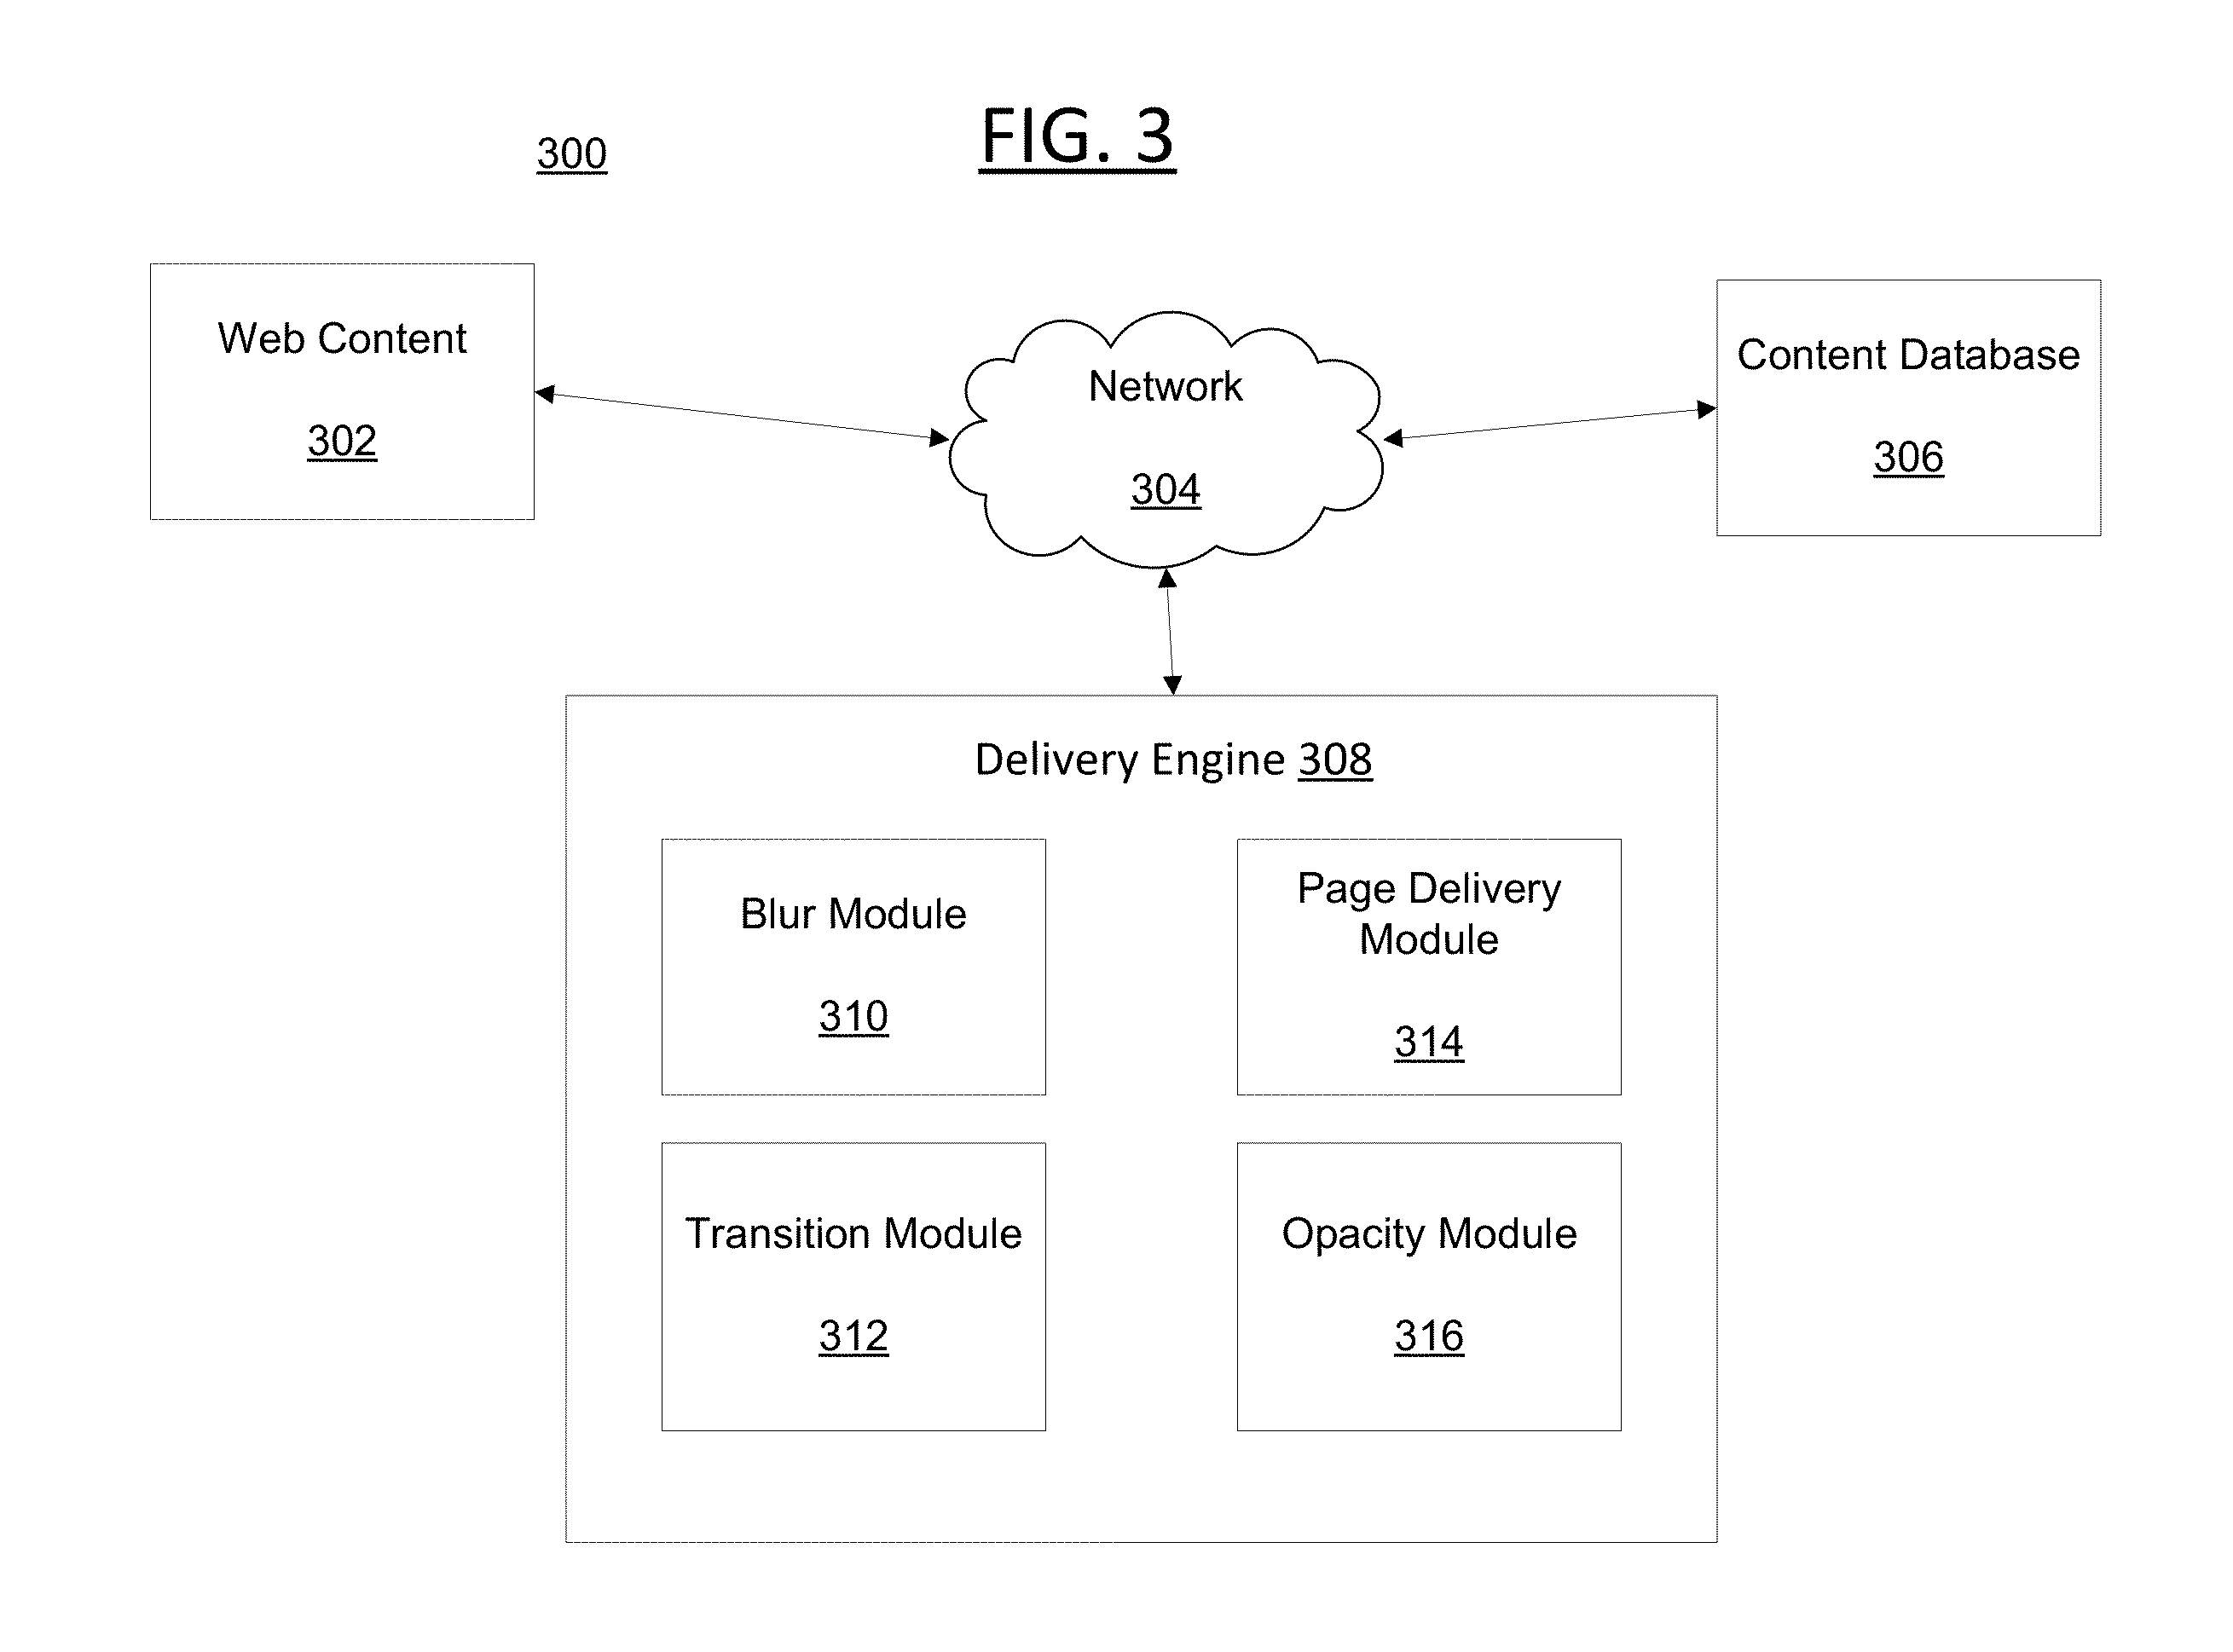 FIG. 3
300
Web Content
302
Network
304
Content Database
306
Delivery Engine 308
Blur Module
310
Page Delivery
Module
314
Transition Module
312
Opacity Module
316